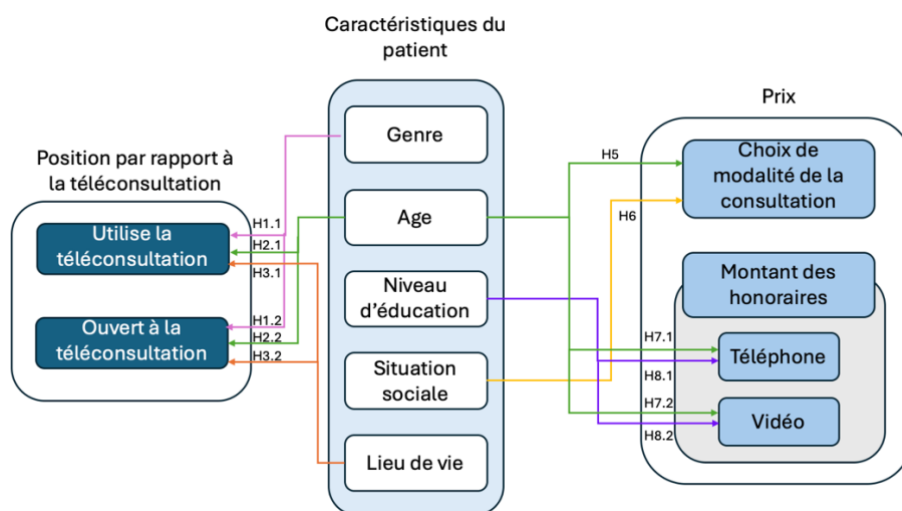 Caractéristiques du
patient
Genre
Age
Niveau
d'éducation
Situation
sociale
Lieu de vie
Position par rapport à
la téléconsultation
Utilise la
téléconsultation
Ouvert à la
téléconsultation
H1.1
H2.1
H3.1
H1.2
H2.2
H3.2
Prix
H5
H6
Choix de
modalité de la
consultation
Montant des
honoraires
H7.1
Téléphone
H8.1
H7.2
Vidéo
H8.2